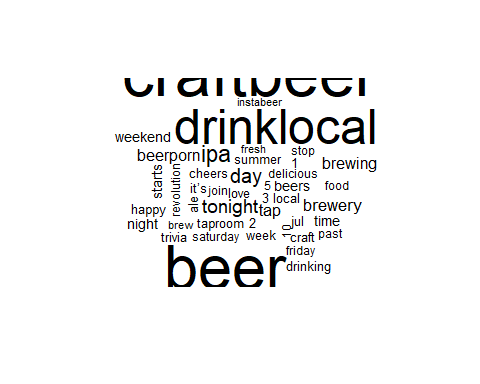 craftbeer
instabeer
drinklocal
weekend
fresh
stop
beerporn ipa summer 1 brewing
starts revolution cheers day delicious
it's join love 5 beers food
ale 3 local brewery
happy tonight tap
night brew taproom 2 10 jul time
trivia saturday week craft past
friday
beer drinking